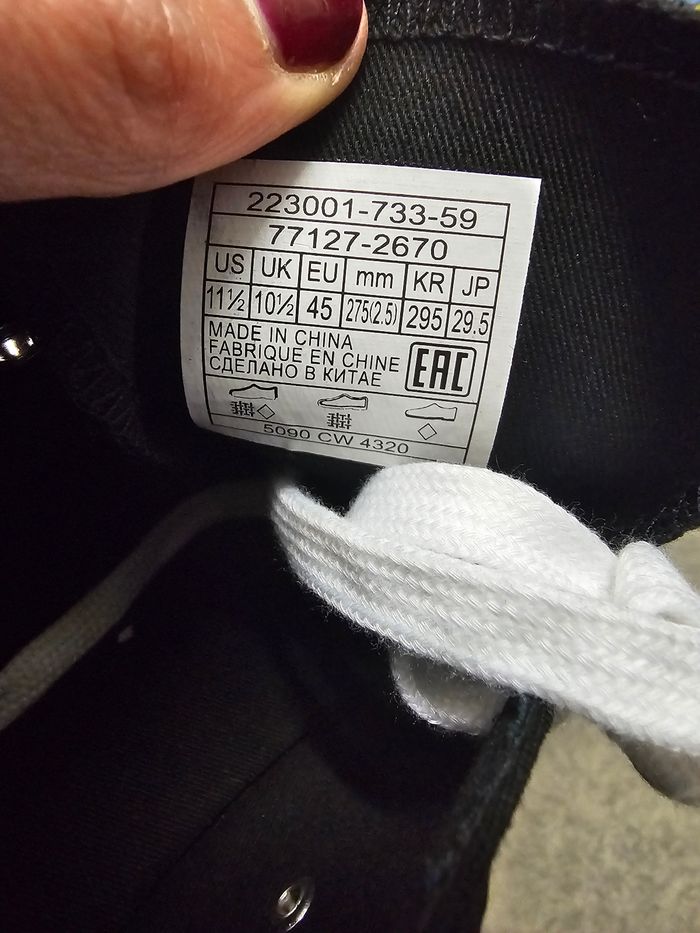 223001-733-59
77127-2670
US UK EU mm KR JP
11½ 10½ 45 275(2.5) 295 29.5
MADE IN CHINA
FABRIQUE EN CHINE
СДЕЛАНО В КИТАЕ
EAC
5090 CW 4320